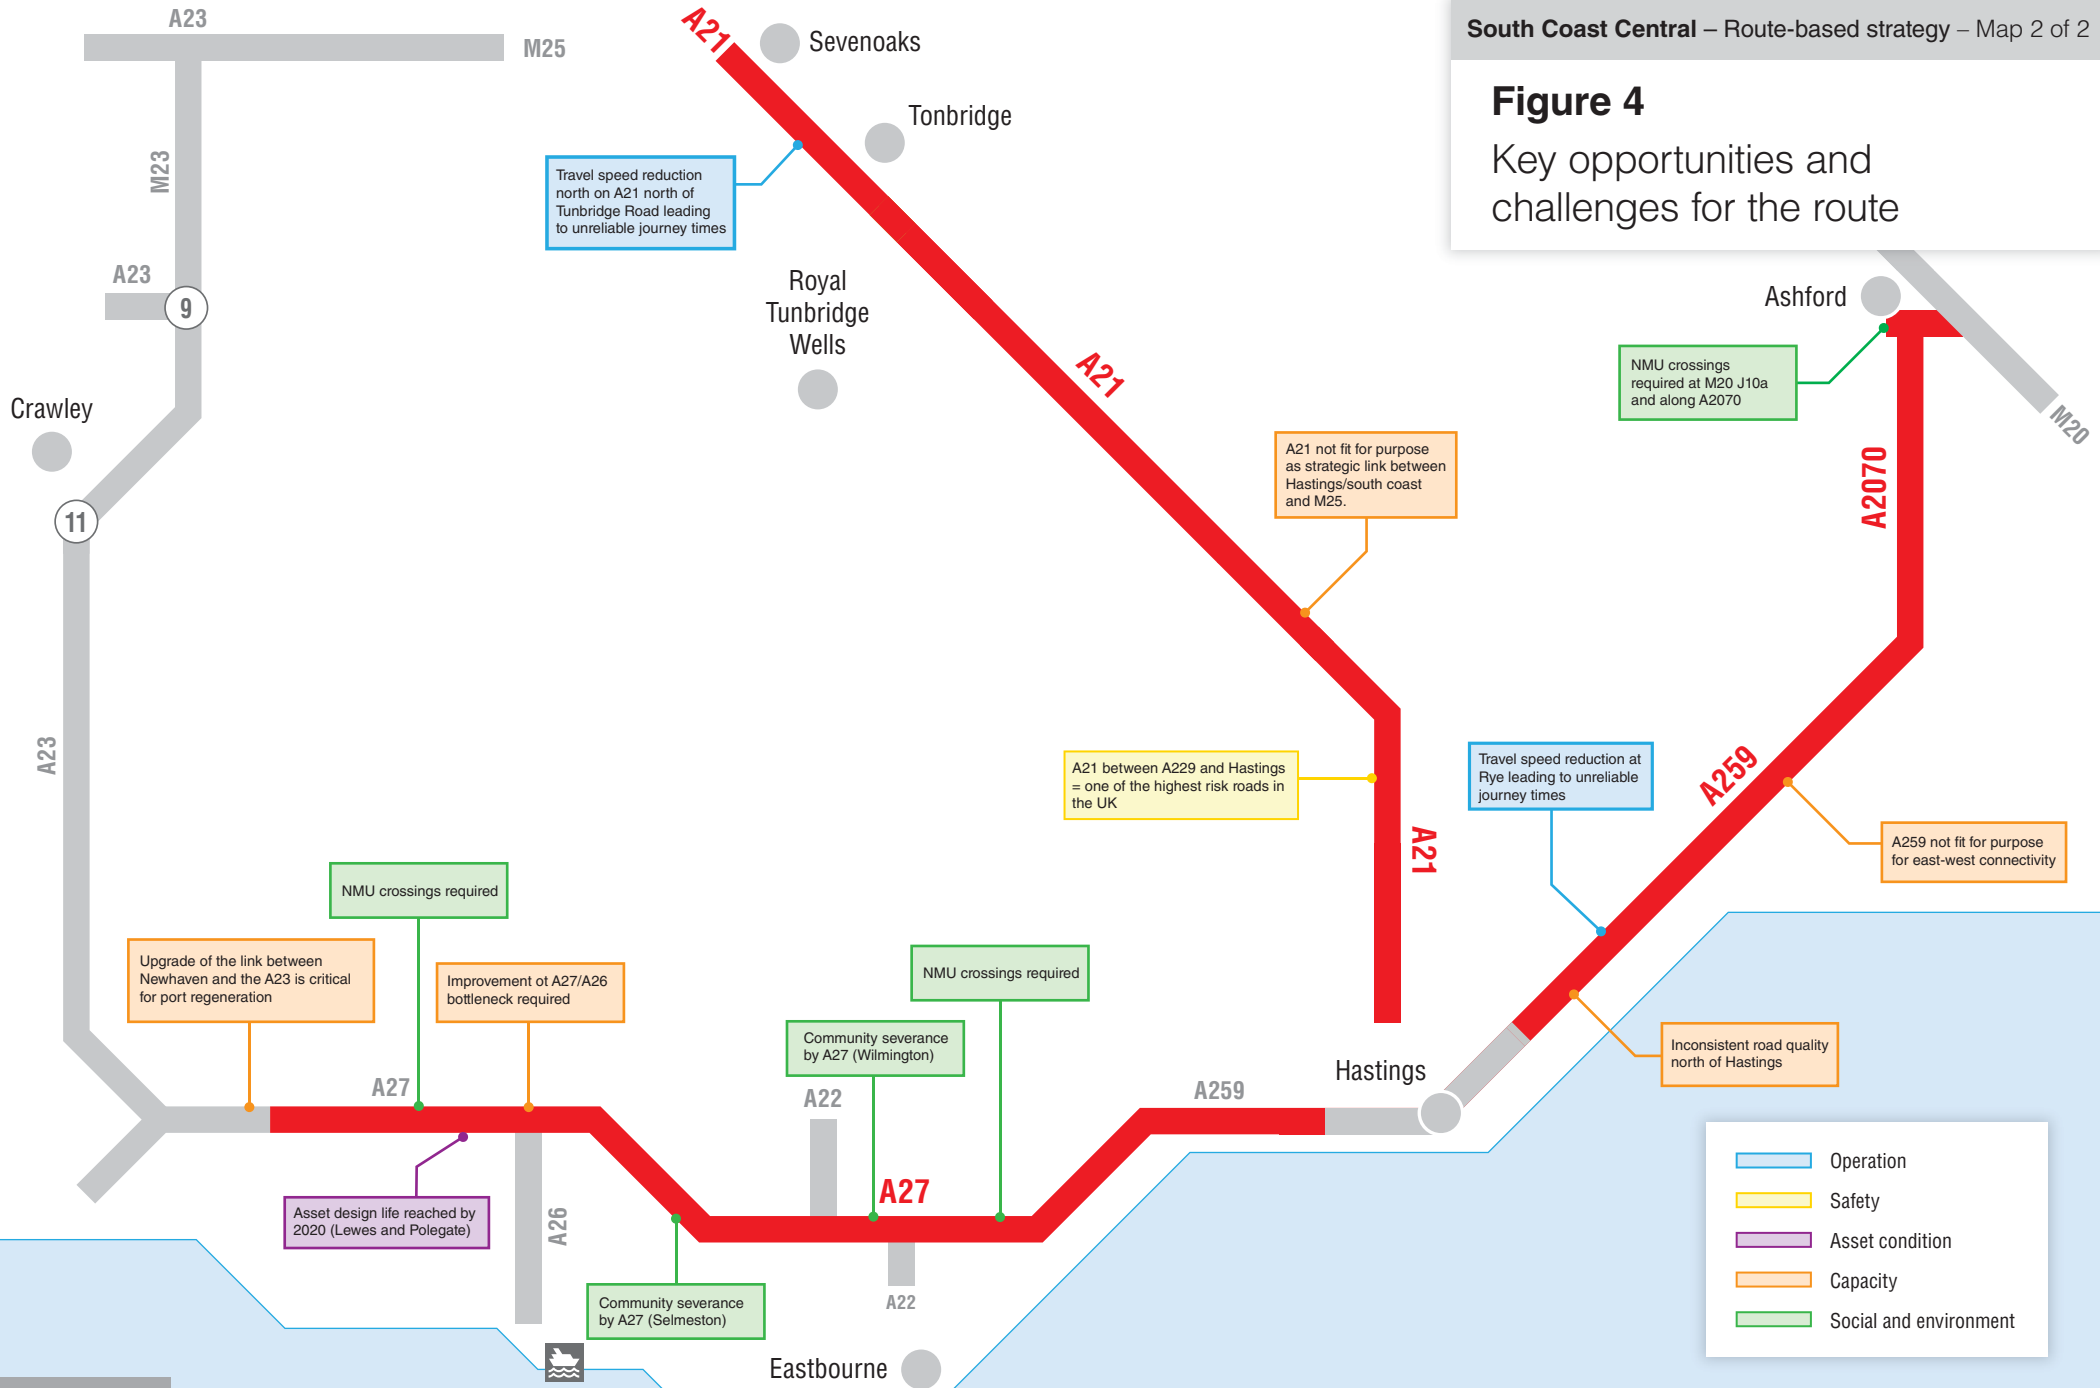 South Coast Central – Route-based strategy – Map 2 of 2
Figure 4
Key opportunities and
challenges for the route
A23
M25
A21
Sevenoaks
Tonbridge
M23
Travel speed reduction
north on A21 north of
Tunbridge Road leading
to unreliable journey times
A23
9
Royal
Tunbridge
Wells
Ashford
NMU crossings
required at M20 J10a
and along A2070
M20
A21
Crawley
11
A21 not fit for purpose
as strategic link between
Hastings/south coast
and M25.
A2070
A23
A21 between A229 and Hastings
= one of the highest risk roads in
the UK
A21
Travel speed reduction at
Rye leading to unreliable
journey times
A259
A259 not fit for purpose
for east-west connectivity
NMU crossings required
Upgrade of the link between
Newhaven and the A23 is critical
for port regeneration
Improvement ot A27/A26
bottleneck required
NMU crossings required
Community severance
by A27 (Wilmington)
Inconsistent road quality
north of Hastings
Hastings
A27
A22
A259
A27
Asset design life reached by
2020 (Lewes and Polegate)
A26
Community severance
by A27 (Selmeston)
A22
Eastbourne
Operation
Safety
Asset condition
Capacity
Social and environment